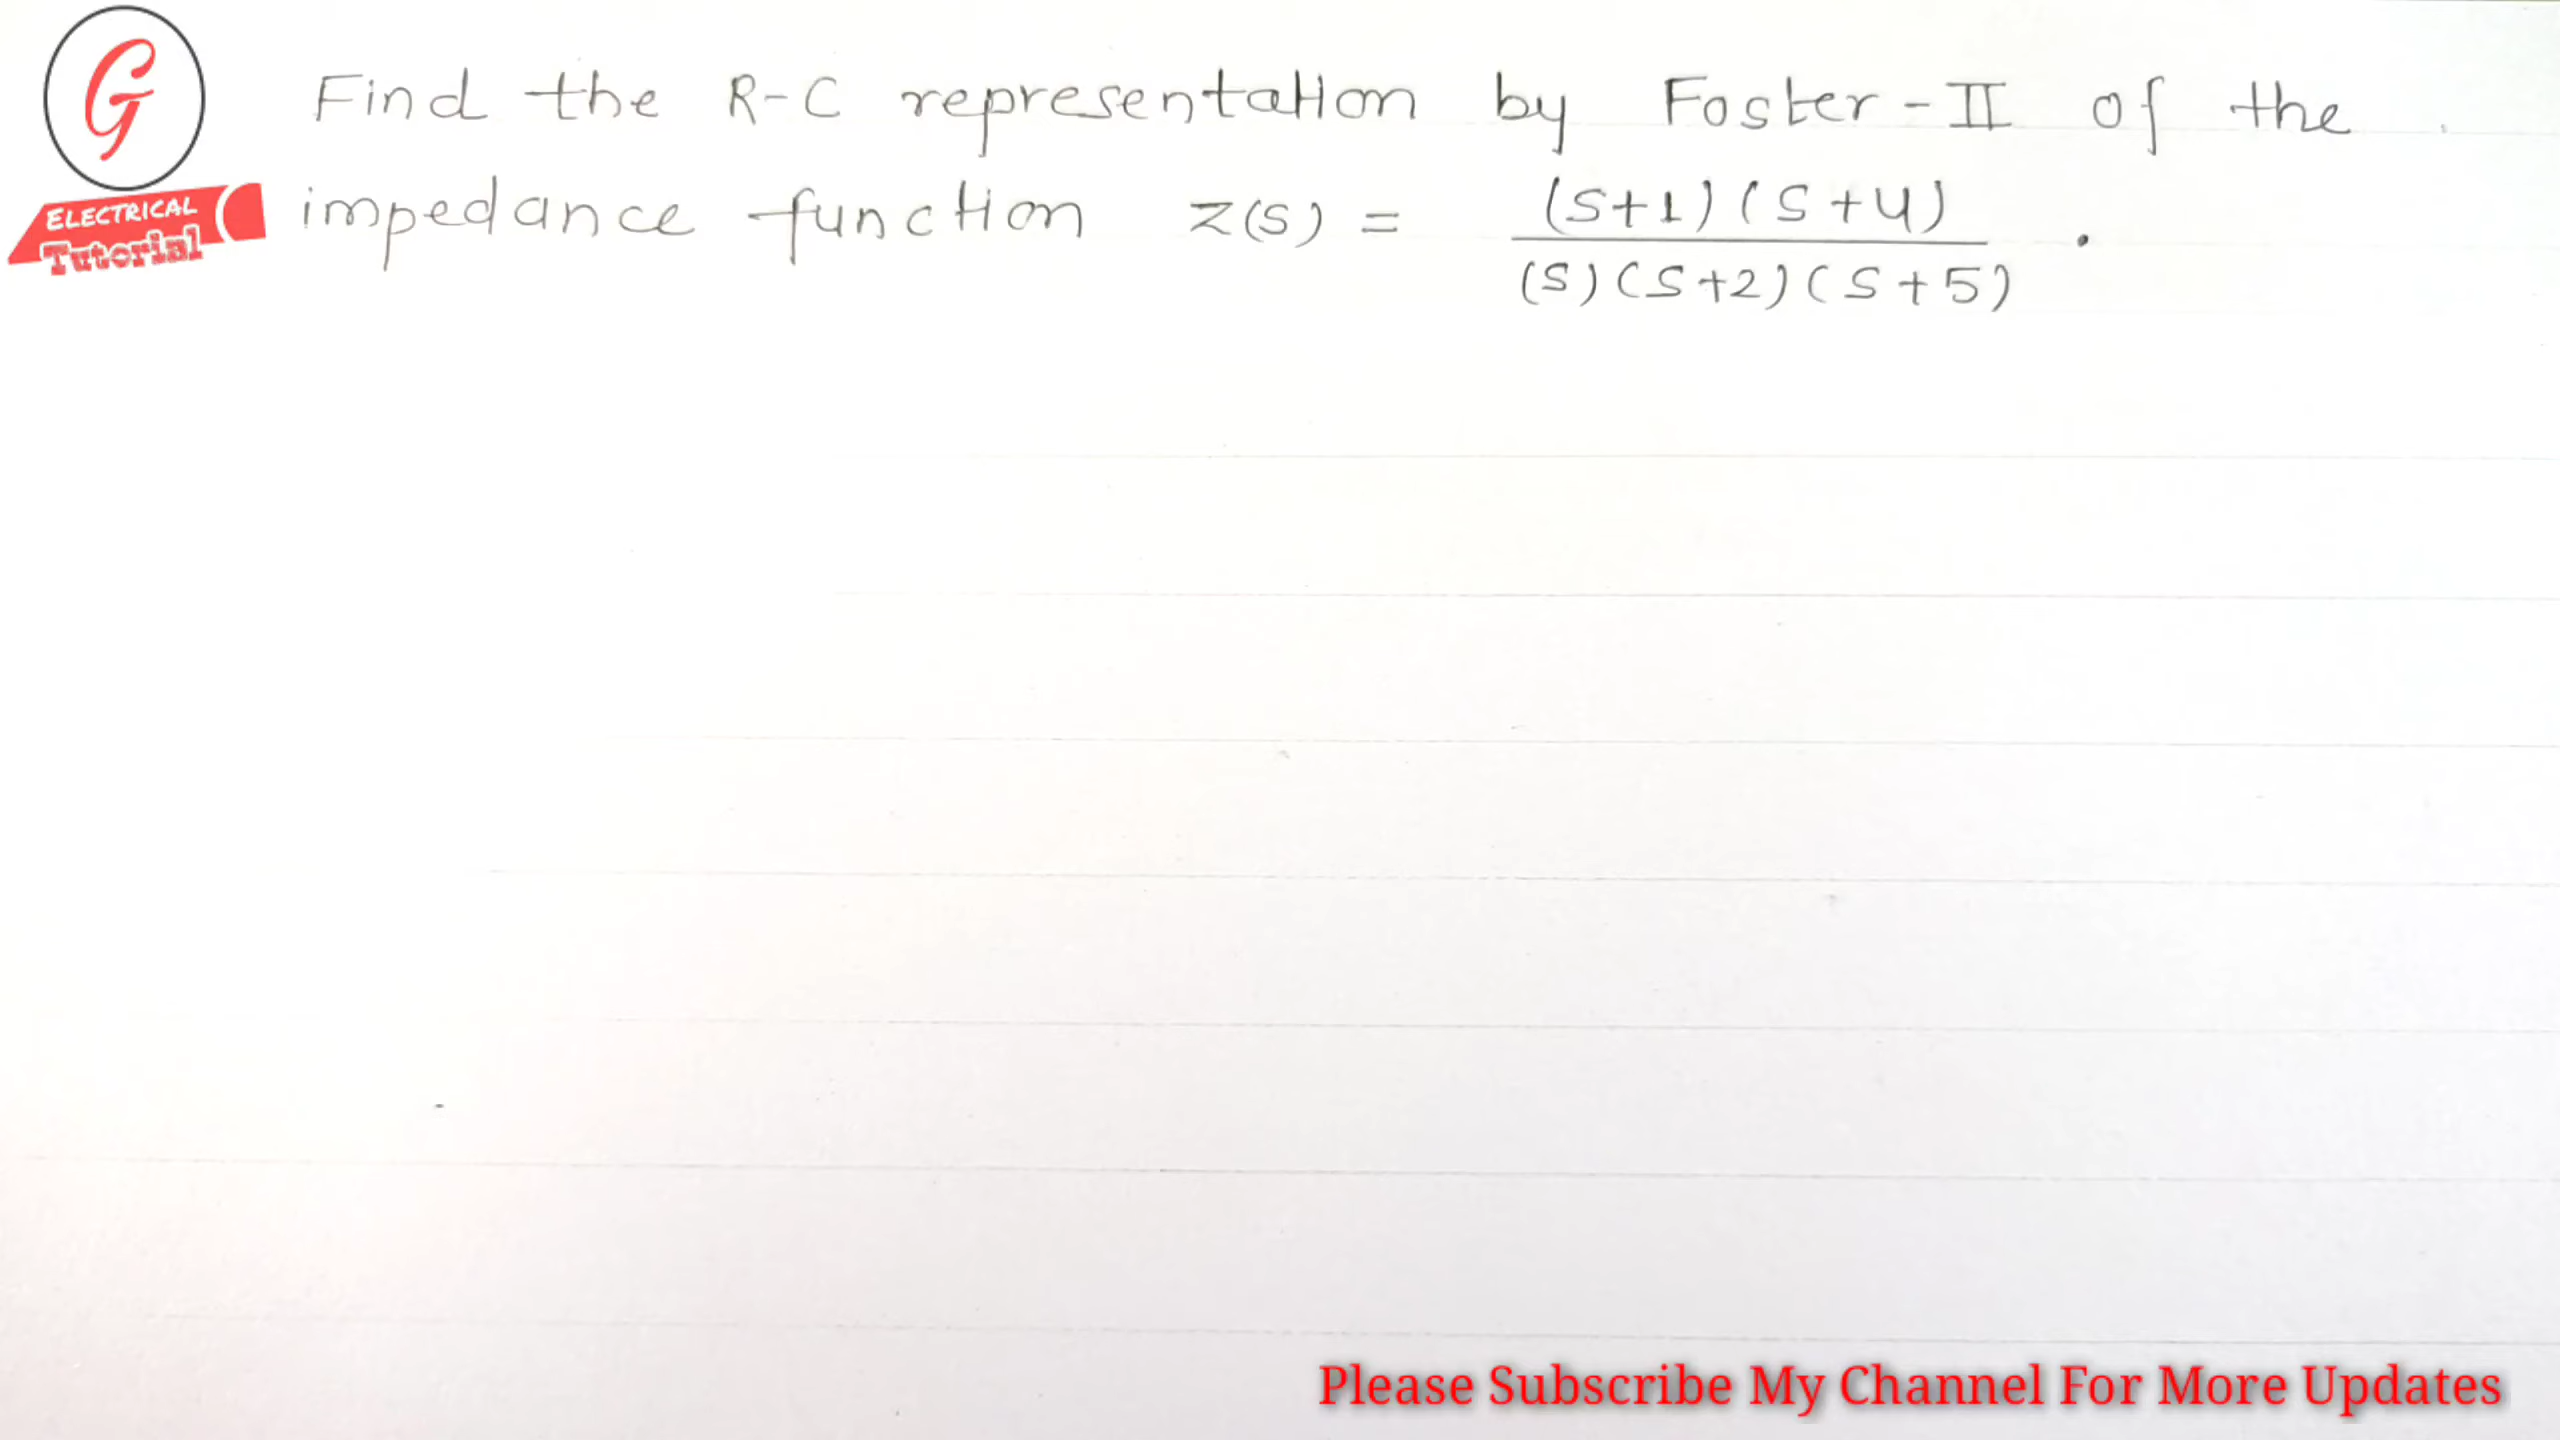 G
ELECTRICAL
Tutorial
Find the R-C representation by Foster-II of the
impedance function Z(S) = (S+1)(S+4)
(S)(S+2)(S+5) .
Please Subscribe My Channel For More Updates